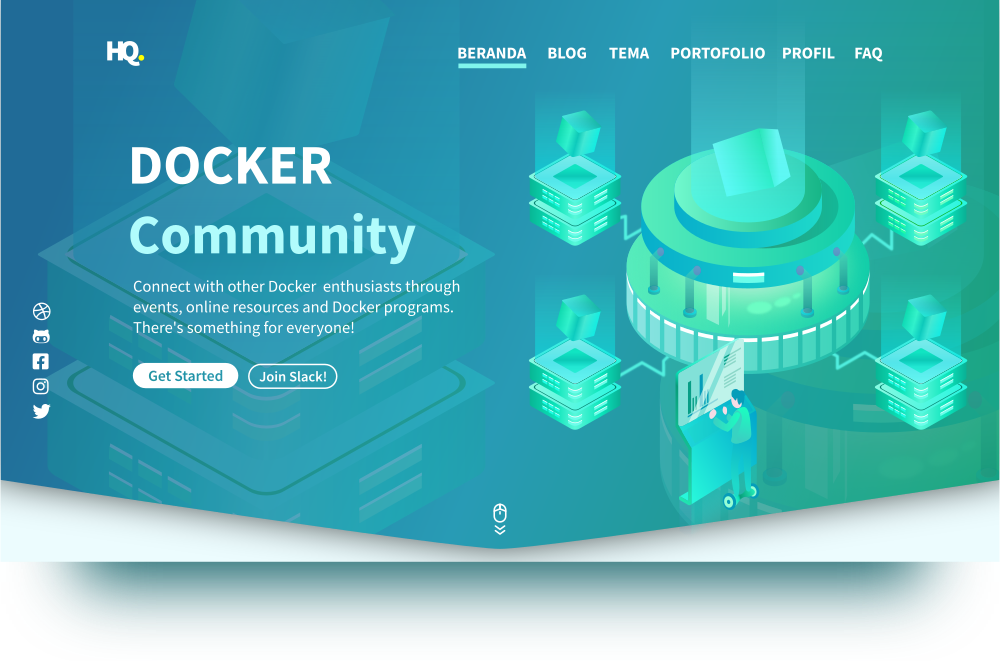 HQ.
BERANDA BLOG TEMA PORTOFOLIO PROFIL FAQ
DOCKER
Community
Connect with other Docker enthusiasts through
events, online resources and Docker programs.
There's something for everyone!
Get Started Join Slack!